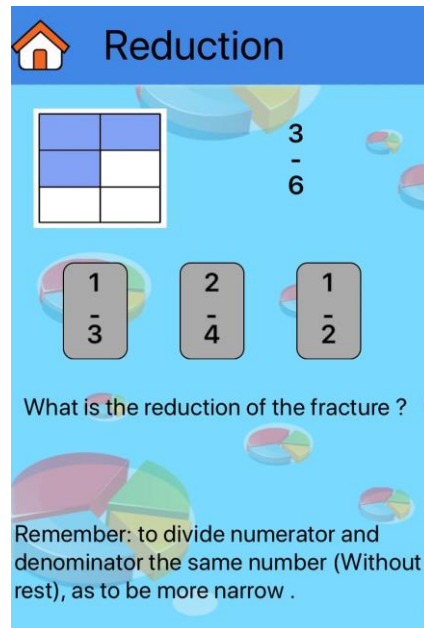 Reduction
3
-
6
1
-
3
2
-
4
1
-
2
What is the reduction of the fracture ?
Remember: to divide numerator and
denominator the same number (Without
rest), as to be more narrow .